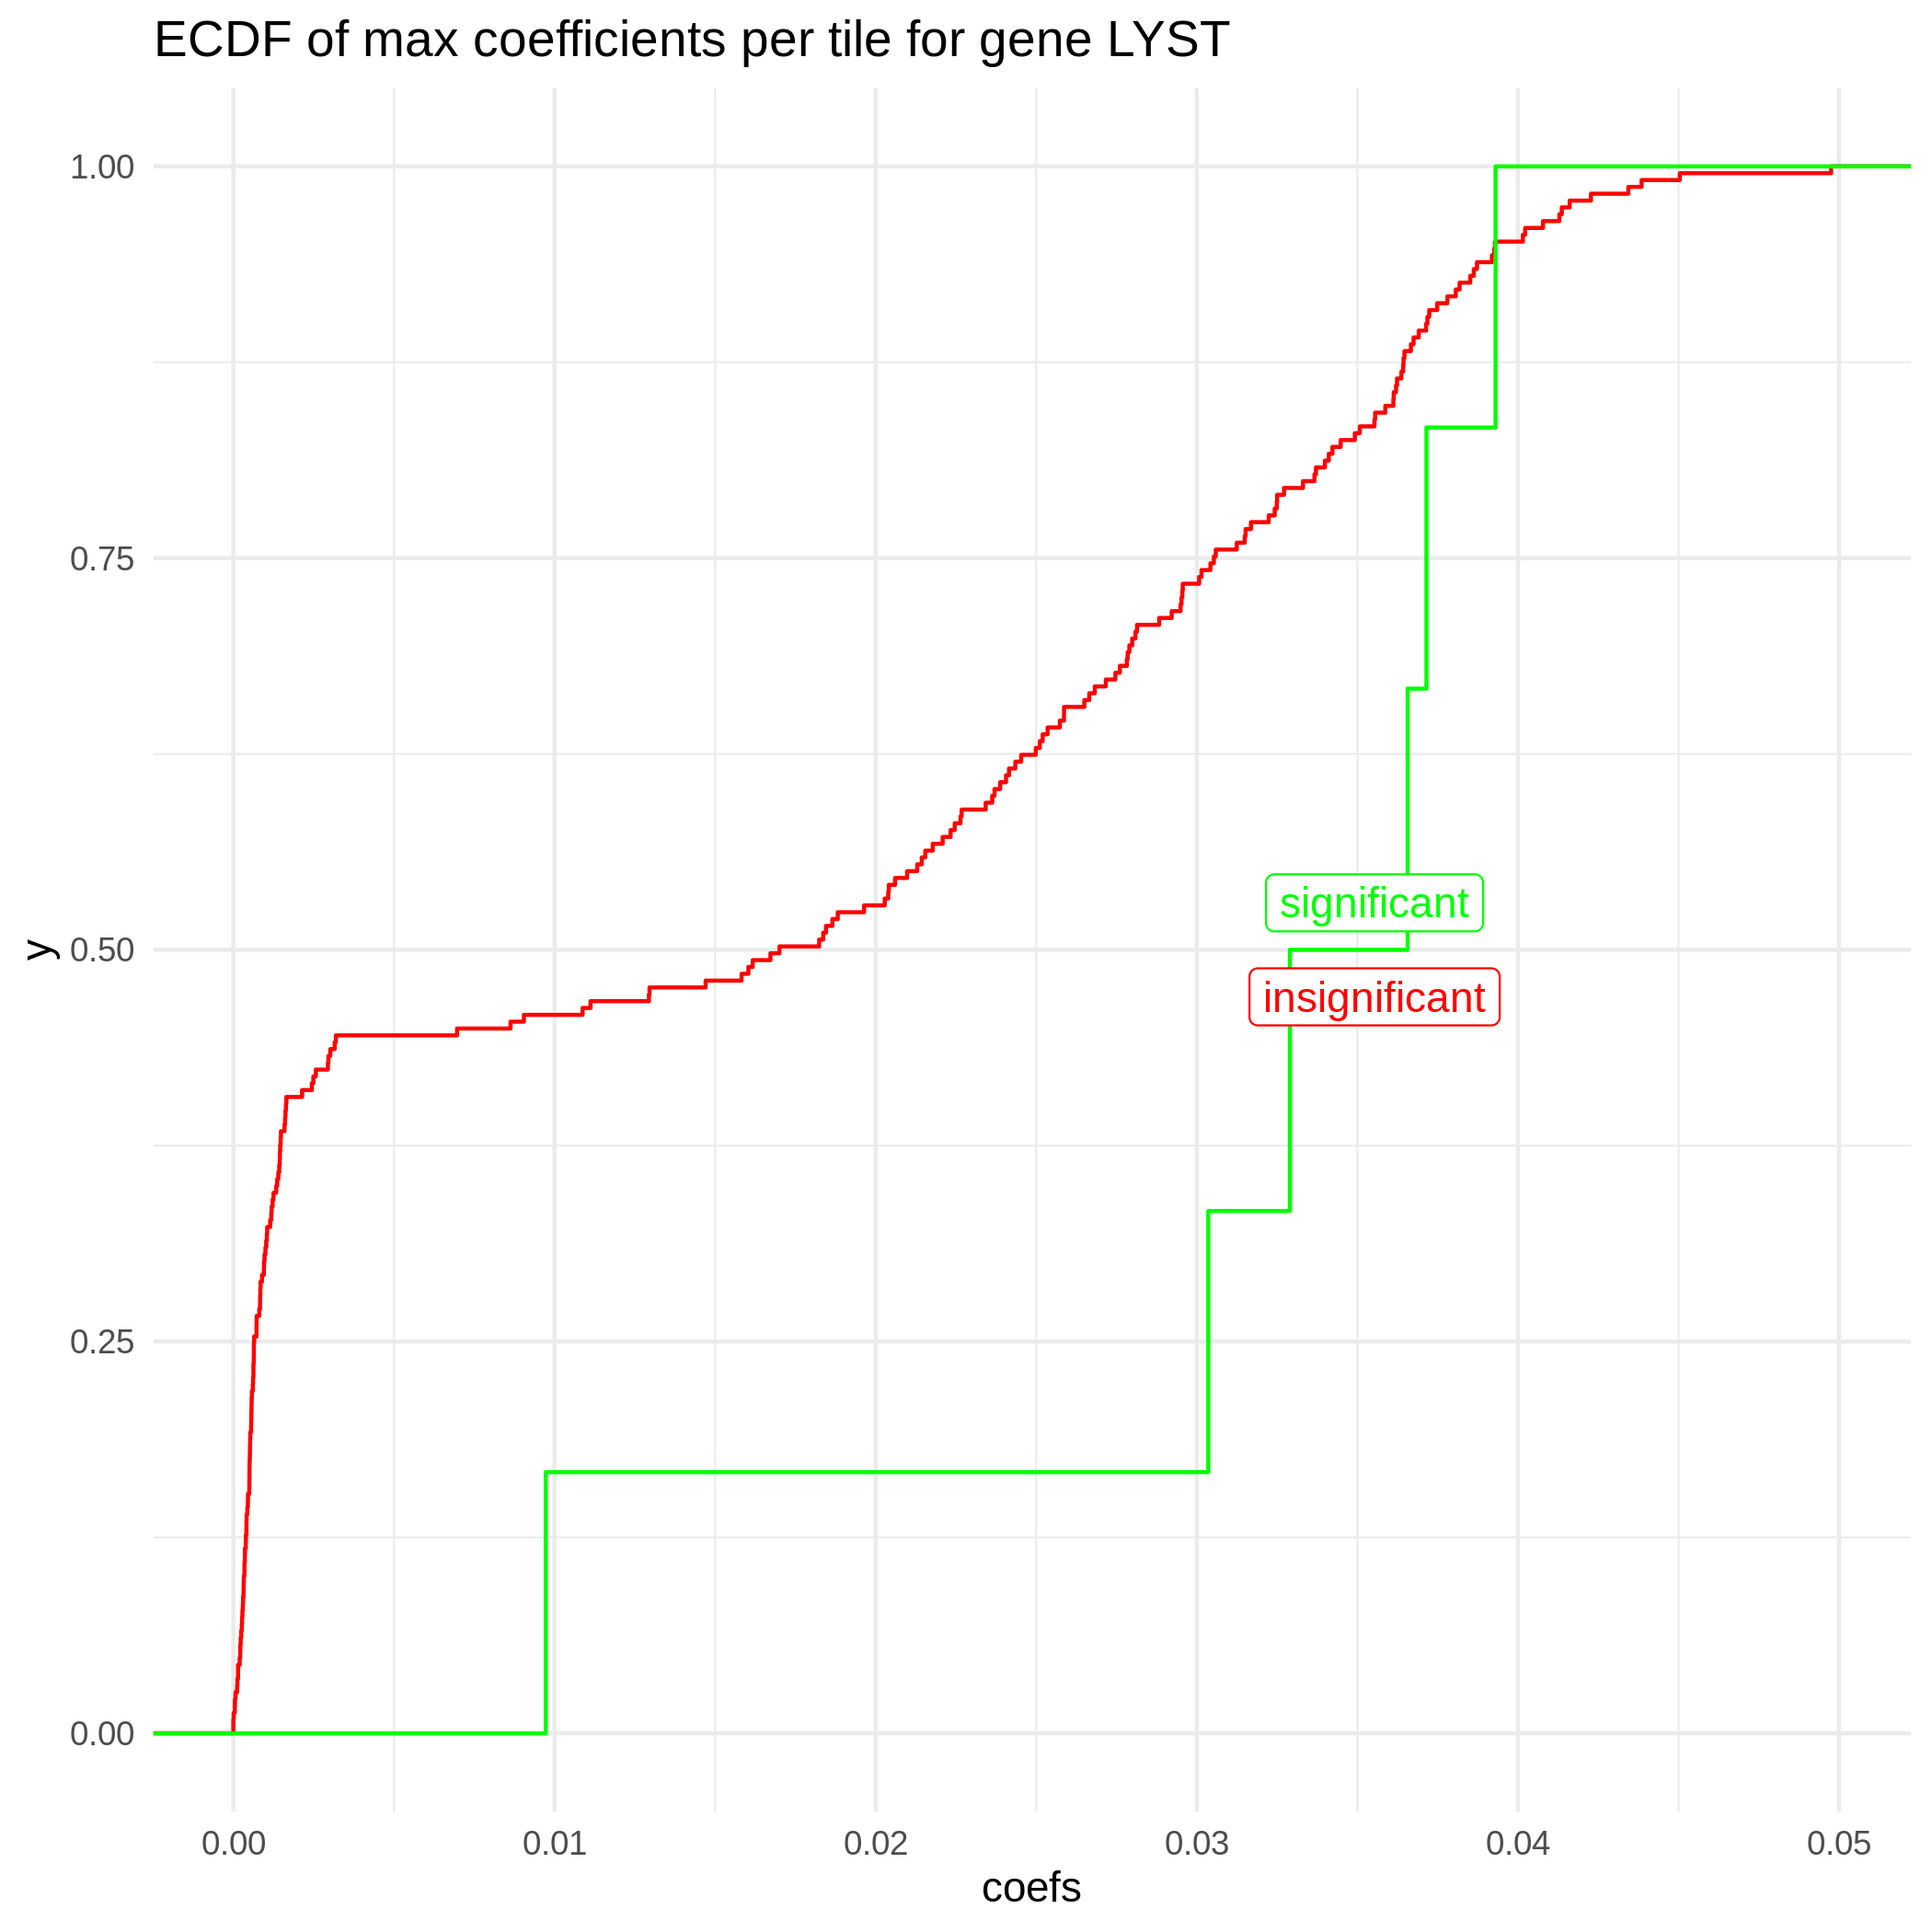 ECDF of max coefficients per tile for gene LYST
1.00
0.75
0.50
0.25
0.00
y
significant
insignificant
0.00 0.01 0.02 0.03 0.04 0.05
coefs